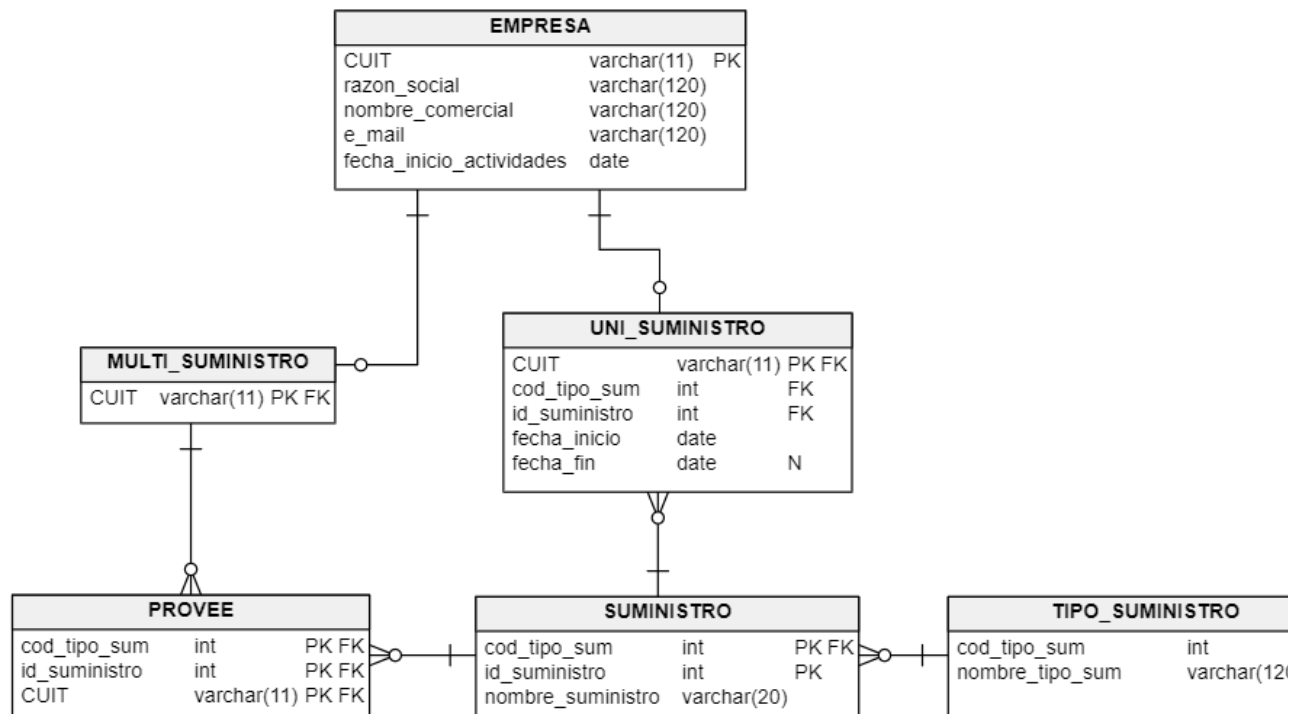 EMPRESA
CUIT varchar(11) PK
razon_social varchar(120)
nombre_comercial varchar(120)
e_mail varchar(120)
fecha_inicio_actividades date
UNI_SUMINISTRO
CUIT varchar(11) PK FK
cod_tipo_sum int FK
id_suministro int FK
fecha_inicio date
fecha_fin date N
MULTI_SUMINISTRO
CUIT varchar(11) PK FK
PROVEE
cod_tipo_sum int PK FK
id_suministro int PK FK
CUIT varchar(11) PK FK
SUMINISTRO
cod_tipo_sum int PK FK
id_suministro int PK
nombre_suministro varchar(20)
TIPO_SUMINISTRO
cod_tipo_sum int
nombre_tipo_sum varchar(120